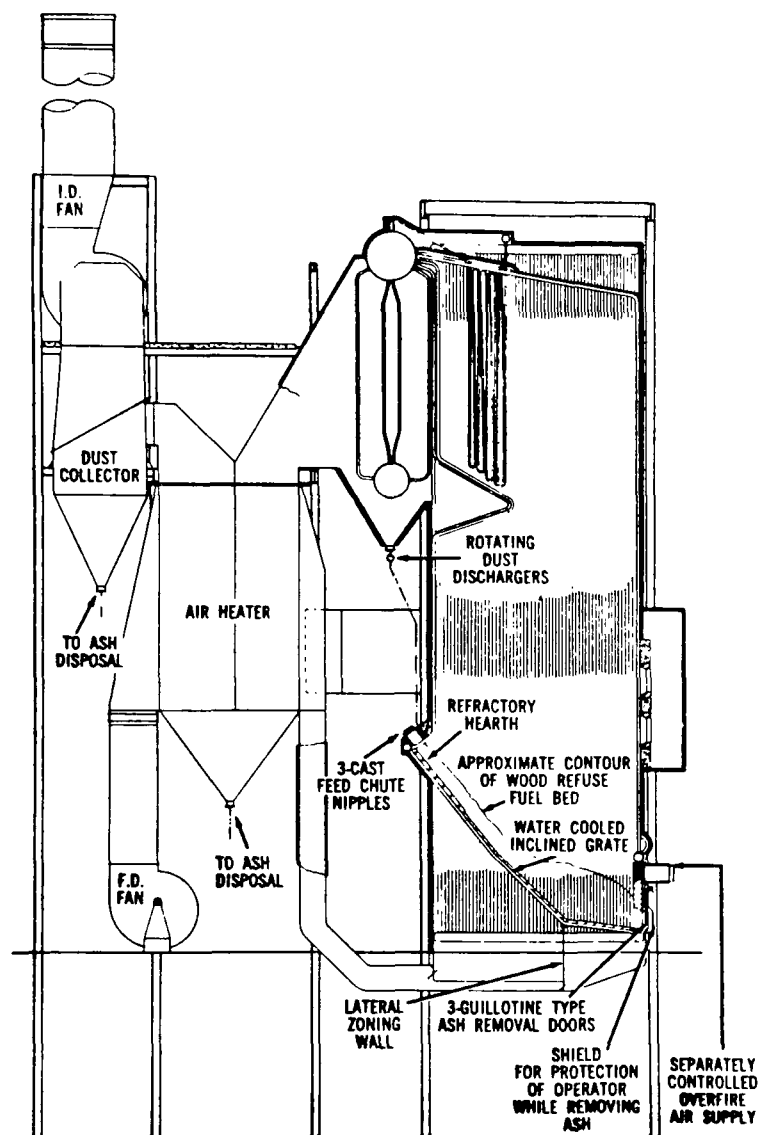 I.D.
FAN
DUST
COLLECTOR
ROTATING
DUST
DISCHARGERS
AIR HEATER
TO ASH
DISPOSAL
REFRACTORY
HEARTH
3-CAST
FEED CHUTE
NIPPLES
APPROXIMATE CONTOUR
OF WOOD REFUSE
FUEL BED
WATER COOLED
INCLINED GRATE
TO ASH
DISPOSAL
F.D.
FAN
LATERAL
ZONING
WALL
3-GUILLOTINE TYPE
ASH REMOVAL DOORS
SHIELD
FOR PROTECTION
OF OPERATOR
WHILE REMOVING
ASH
SEPARATELY
CONTROLLED
OVERFIRE
AIR SUPPLY